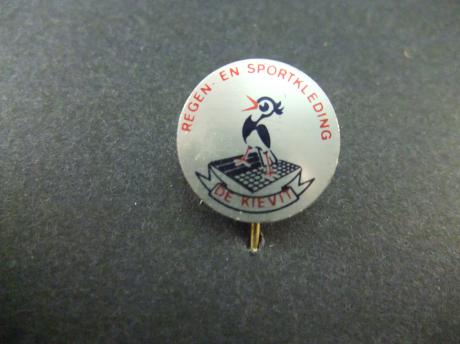 REGEN- EN SPORTKLEDING
DE KIEVIT